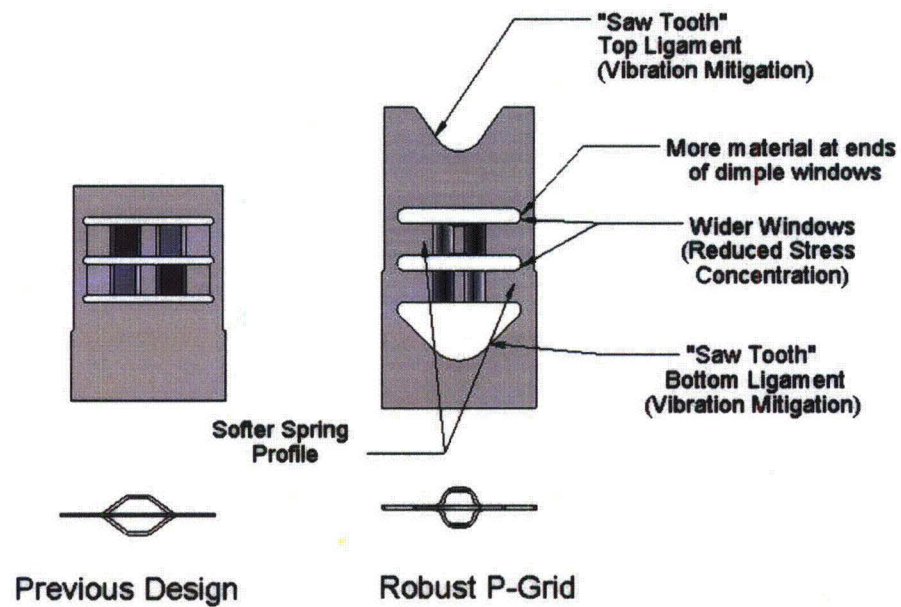 "Saw Tooth"
Top Ligament
(Vibration Mitigation)
More material at ends
of dimple windows
Wider Windows
(Reduced Stress
Concentration)
"Saw Tooth"
Bottom Ligament
(Vibration Mitigation)
Softer Spring
Profile
Previous Design
Robust P-Grid